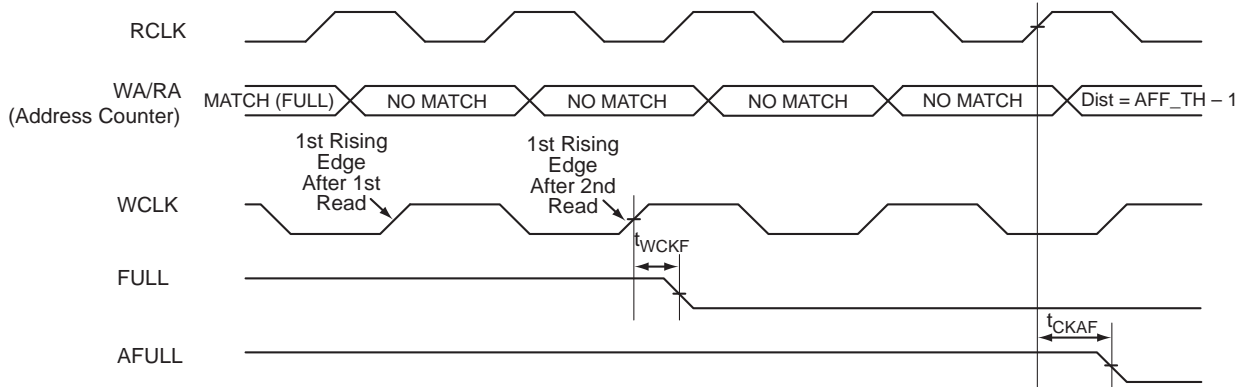 RCLK
WA/RA
(Address Counter)
MATCH (FULL)
NO MATCH
NO MATCH
NO MATCH
NO MATCH
Dist = AFF_TH – 1
1st Rising
Edge
After 1st
Read
1st Rising
Edge
After 2nd
Read
WCLK
tWCKF
FULL
tCKAF
AFULL